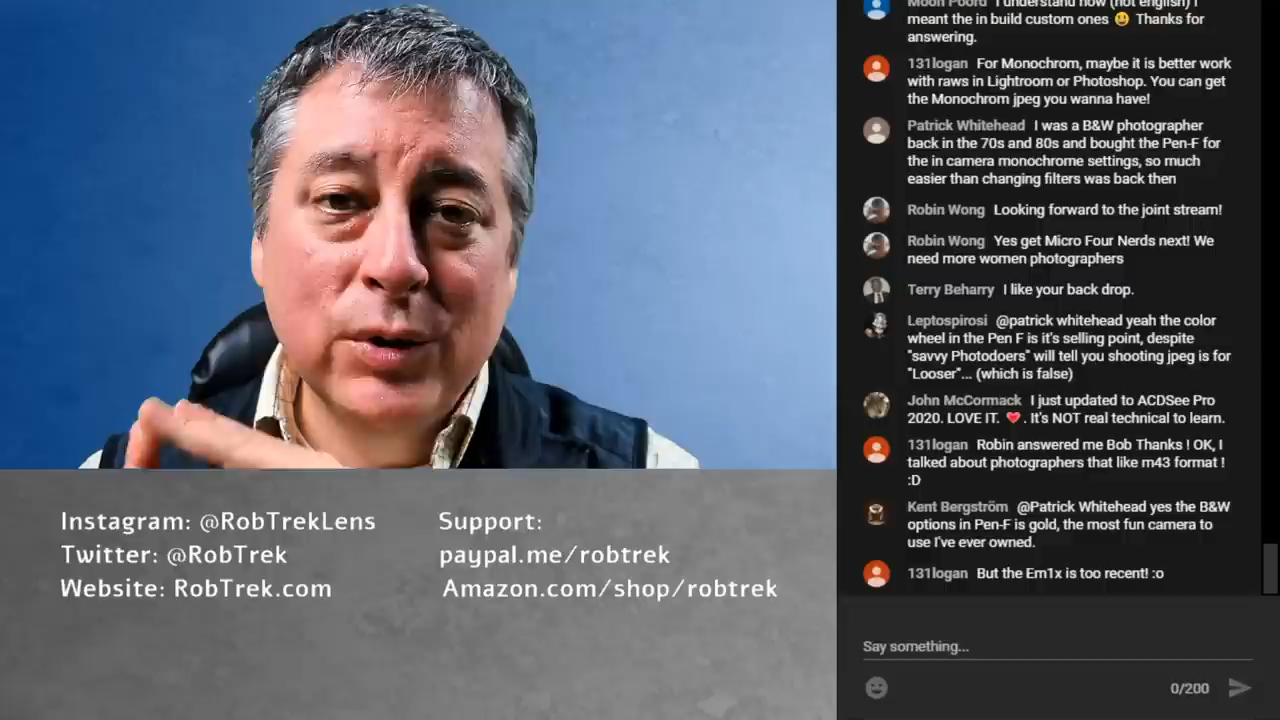 Instagram: @RobTrekLens
Twitter: @RobTrek
Website: RobTrek.com
Support:
paypal.me/robtrek
Amazon.com/shop/robtrek
Moon Poord I understand now (not english) I
meant the in build custom ones 😃 Thanks for
answering.
131logan For Monochrom, maybe it is better work
with raws in Lightroom or Photoshop. You can get
the Monochrom jpeg you wanna have!
Patrick Whitehead I was a B&W photographer
back in the 70s and 80s and bought the Pen-F for
the in camera monochrome settings, so much
easier than changing filters was back then
Robin Wong Looking forward to the joint stream!
Robin Wong Yes get Micro Four Nerds next! We
need more women photographers
Terry Beharry I like your back drop.
Leptospirosi @patrick whitehead yeah the color
wheel in the Pen F is it's selling point, despite
"savvy Photodoers" will tell you shooting jpeg is for
"Looser"... (which is false)
John McCormack I just updated to ACDSee Pro
2020. LOVE IT. ❤️. It's NOT real technical to learn.
131logan Robin answered me Bob Thanks ! OK, I
talked about photographers that like m43 format !
:D
Kent Bergström @Patrick Whitehead yes the B&W
options in Pen-F is gold, the most fun camera to
use I've ever owned.
131logan But the Em1x is too recent! :o
Say something...
0/200